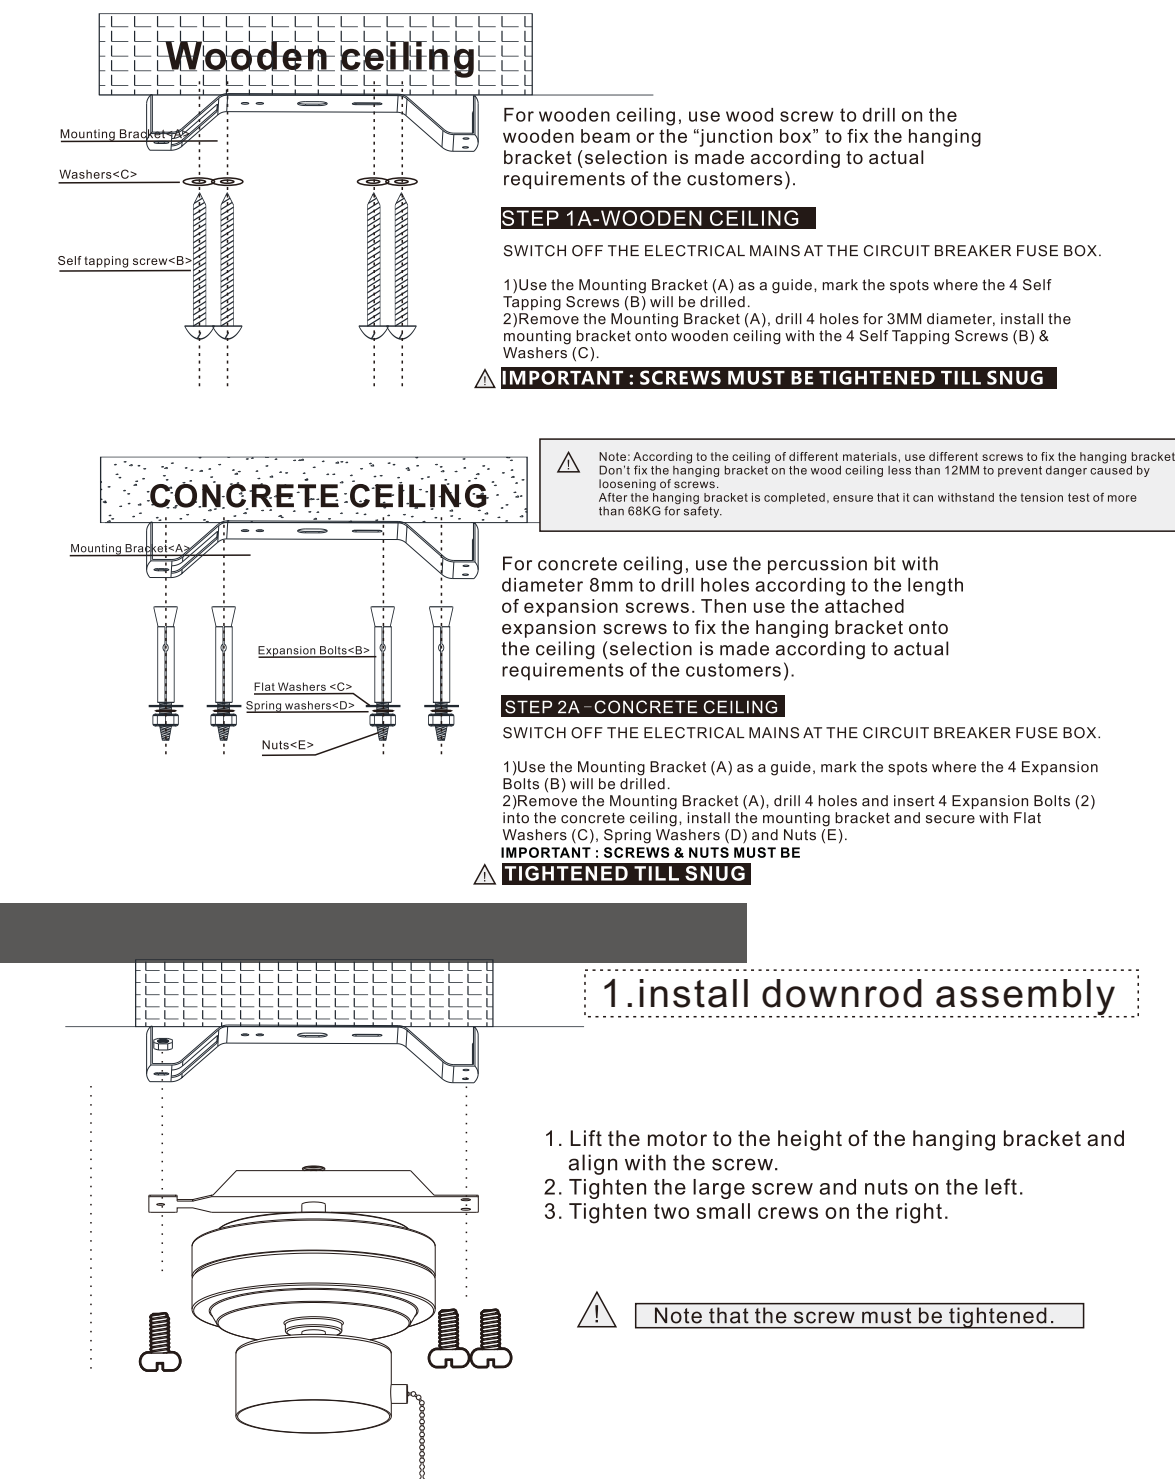 Wooden ceiling
Mounting Bracket<A>
Washers<C>
Self tapping screw<B>
For wooden ceiling, use wood screw to drill on the
wooden beam or the “junction box” to fix the hanging
bracket (selection is made according to actual
requirements of the customers).
STEP 1A-WOODEN CEILING
SWITCH OFF THE ELECTRICAL MAINS AT THE CIRCUIT BREAKER FUSE BOX.
1)Use the Mounting Bracket (A) as a guide, mark the spots where the 4 Self
Tapping Screws (B) will be drilled.
2)Remove the Mounting Bracket (A), drill 4 holes for 3MM diameter, install the
mounting bracket onto wooden ceiling with the 4 Self Tapping Screws (B) &
Washers (C).
! IMPORTANT : SCREWS MUST BE TIGHTENED TILL SNUG
! Note: According to the ceiling of different materials, use different screws to fix the hanging bracket
Don't fix the hanging bracket on the wood ceiling less than 12MM to prevent danger caused by
loosening of screws.
After the hanging bracket is completed, ensure that it can withstand the tension test of more
than 68KG for safety.
CONCRETE CEILING
Mounting Bracket<A>
Expansion Bolts<B>
Flat Washers <C>
Spring washers<D>
Nuts<E>
For concrete ceiling, use the percussion bit with
diameter 8mm to drill holes according to the length
of expansion screws. Then use the attached
expansion screws to fix the hanging bracket onto
the ceiling (selection is made according to actual
requirements of the customers).
STEP 2A-CONCRETE CEILING
SWITCH OFF THE ELECTRICAL MAINS AT THE CIRCUIT BREAKER FUSE BOX.
1)Use the Mounting Bracket (A) as a guide, mark the spots where the 4 Expansion
Bolts (B) will be drilled.
2)Remove the Mounting Bracket (A), drill 4 holes and insert 4 Expansion Bolts (2)
into the concrete ceiling, install the mounting bracket and secure with Flat
Washers (C), Spring Washers (D) and Nuts (E).
IMPORTANT : SCREWS & NUTS MUST BE
! TIGHTENED TILL SNUG
1.install downrod assembly
1. Lift the motor to the height of the hanging bracket and
align with the screw.
2. Tighten the large screw and nuts on the left.
3. Tighten two small crews on the right.
! Note that the screw must be tightened.